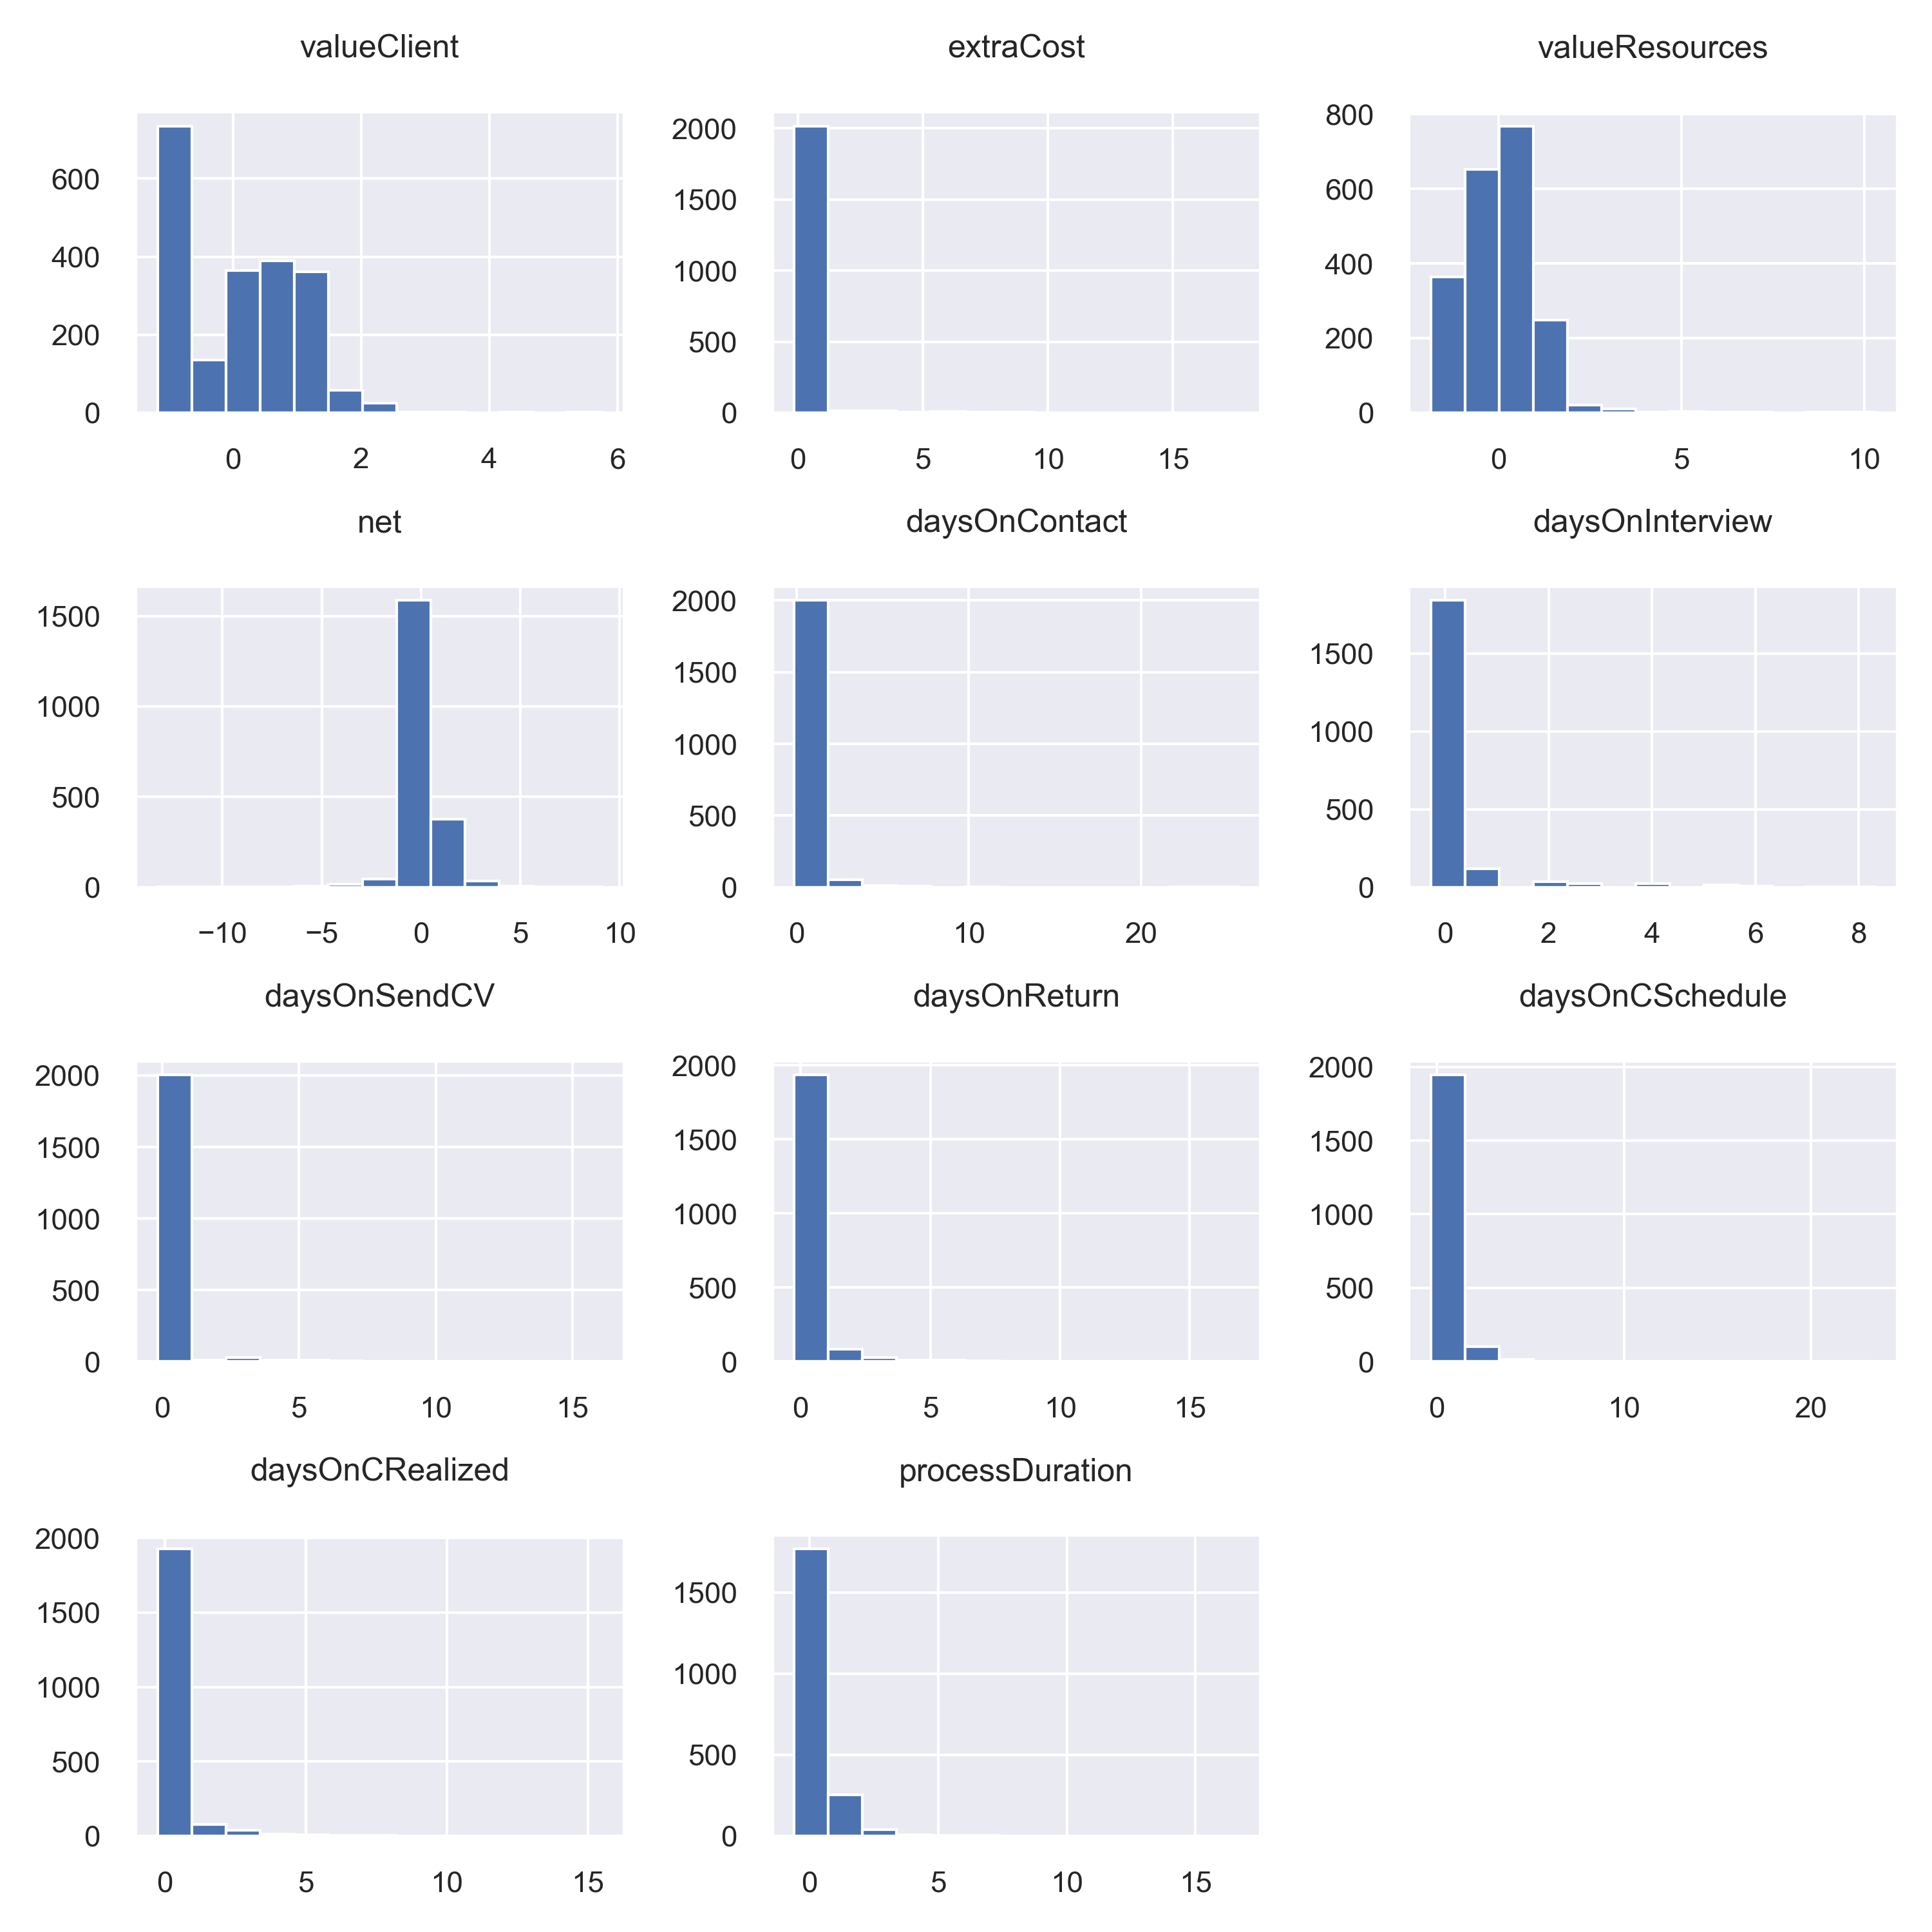 valueClient extraCost valueResources
600 400 200 0
0 2 4 6
2000 1500 1000 500 0
0 5 10 15
800 600 400 200 0
0 5 10
net daysOnContact daysOnInterview
1500 1000 500 0
−10 −5 0 5 10
2000 1500 1000 500 0
0 10 20
1500 1000 500 0
0 2 4 6 8
daysOnSendCV daysOnReturn daysOnCSchedule
2000 1500 1000 500 0
0 5 10 15
2000 1500 1000 500 0
0 5 10 15
2000 1500 1000 500 0
0 10 20
daysOnCRealized processDuration
2000 1500 1000 500 0
0 5 10 15
1500 1000 500 0
0 5 10 15